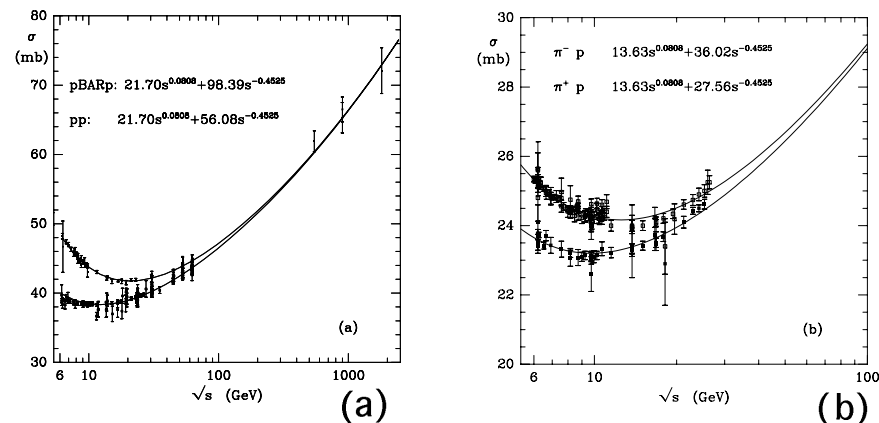 80
σ
(mb)
70
pBARp: 21.70s^0.0808+98.39s^-0.4525
pp: 21.70s^0.0808+56.08s^-0.4525
60
50
40
30
(a)
6 10 100 1000
√s (GeV)
(a)
30
σ
(mb)
π⁻ p 13.63s^0.0808+36.02s^-0.4525
π⁺ p 13.63s^0.0808+27.56s^-0.4525
28
26
24
22
20
(b)
6 10 100
√s (GeV)
(b)